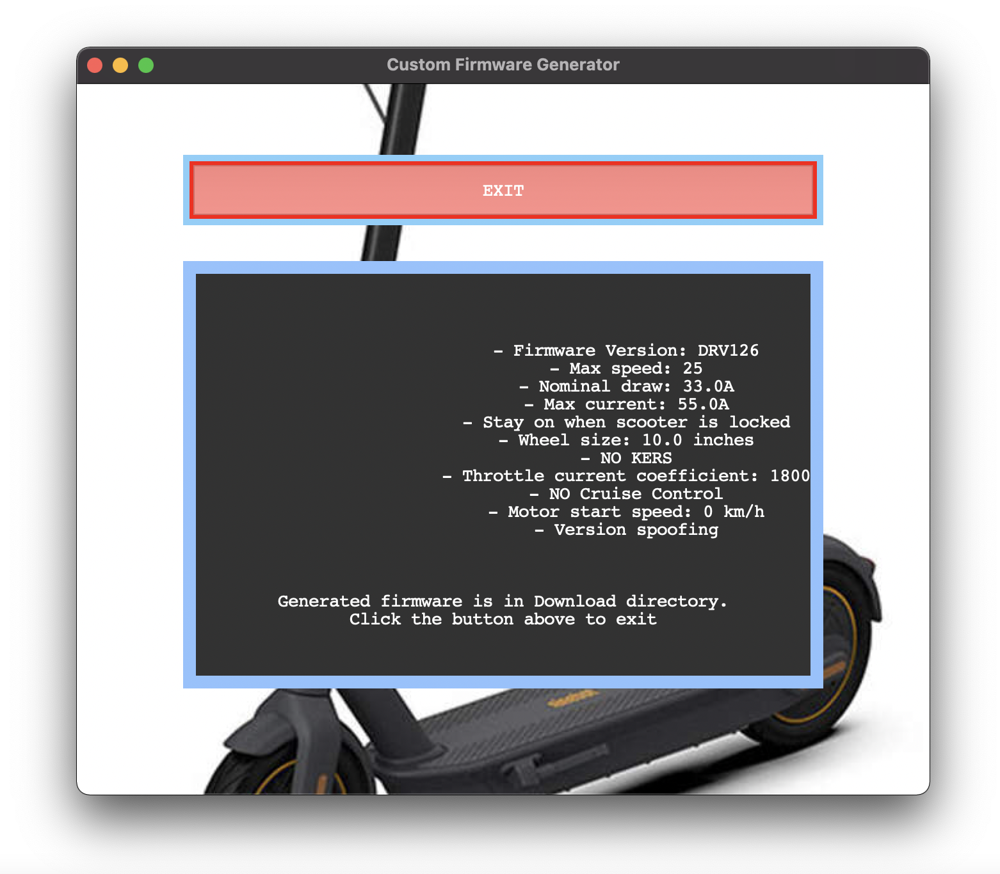 Custom Firmware Generator
EXIT
- Firmware Version: DRV126
- Max speed: 25
- Nominal draw: 33.0A
- Max current: 55.0A
- Stay on when scooter is locked
- Wheel size: 10.0 inches
- NO KERS
- Throttle current coefficient: 1800
- NO Cruise Control
- Motor start speed: 0 km/h
- Version spoofing
Generated firmware is in Download directory.
Click the button above to exit